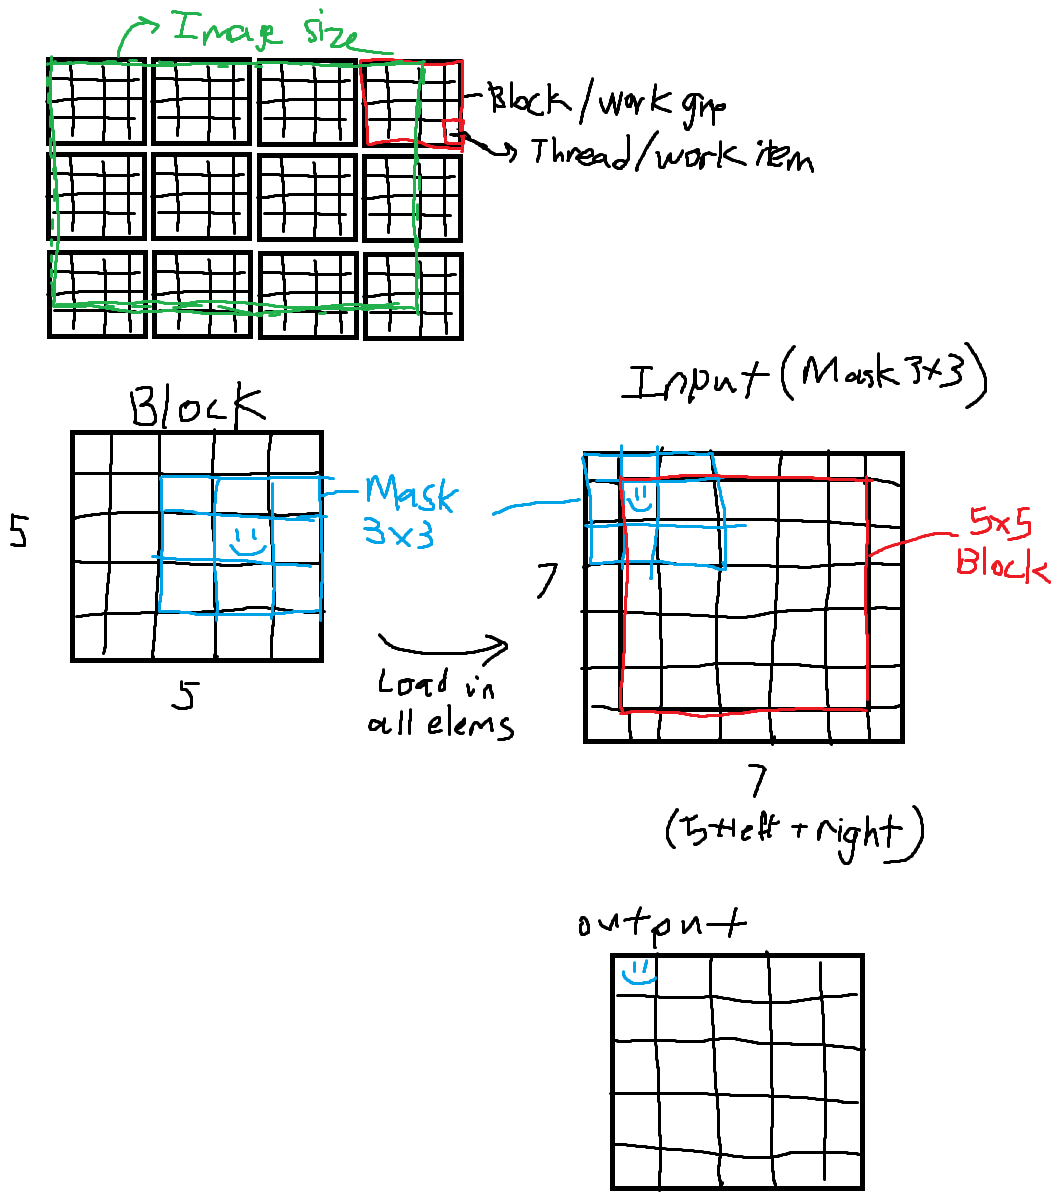 Image size
Block/work grp
Thread/work item
Input (Mask 3x3)
Block
Mask
3x3
5
5x5
Block
7
5
Load in
all elems
7
(5+left + right)
output